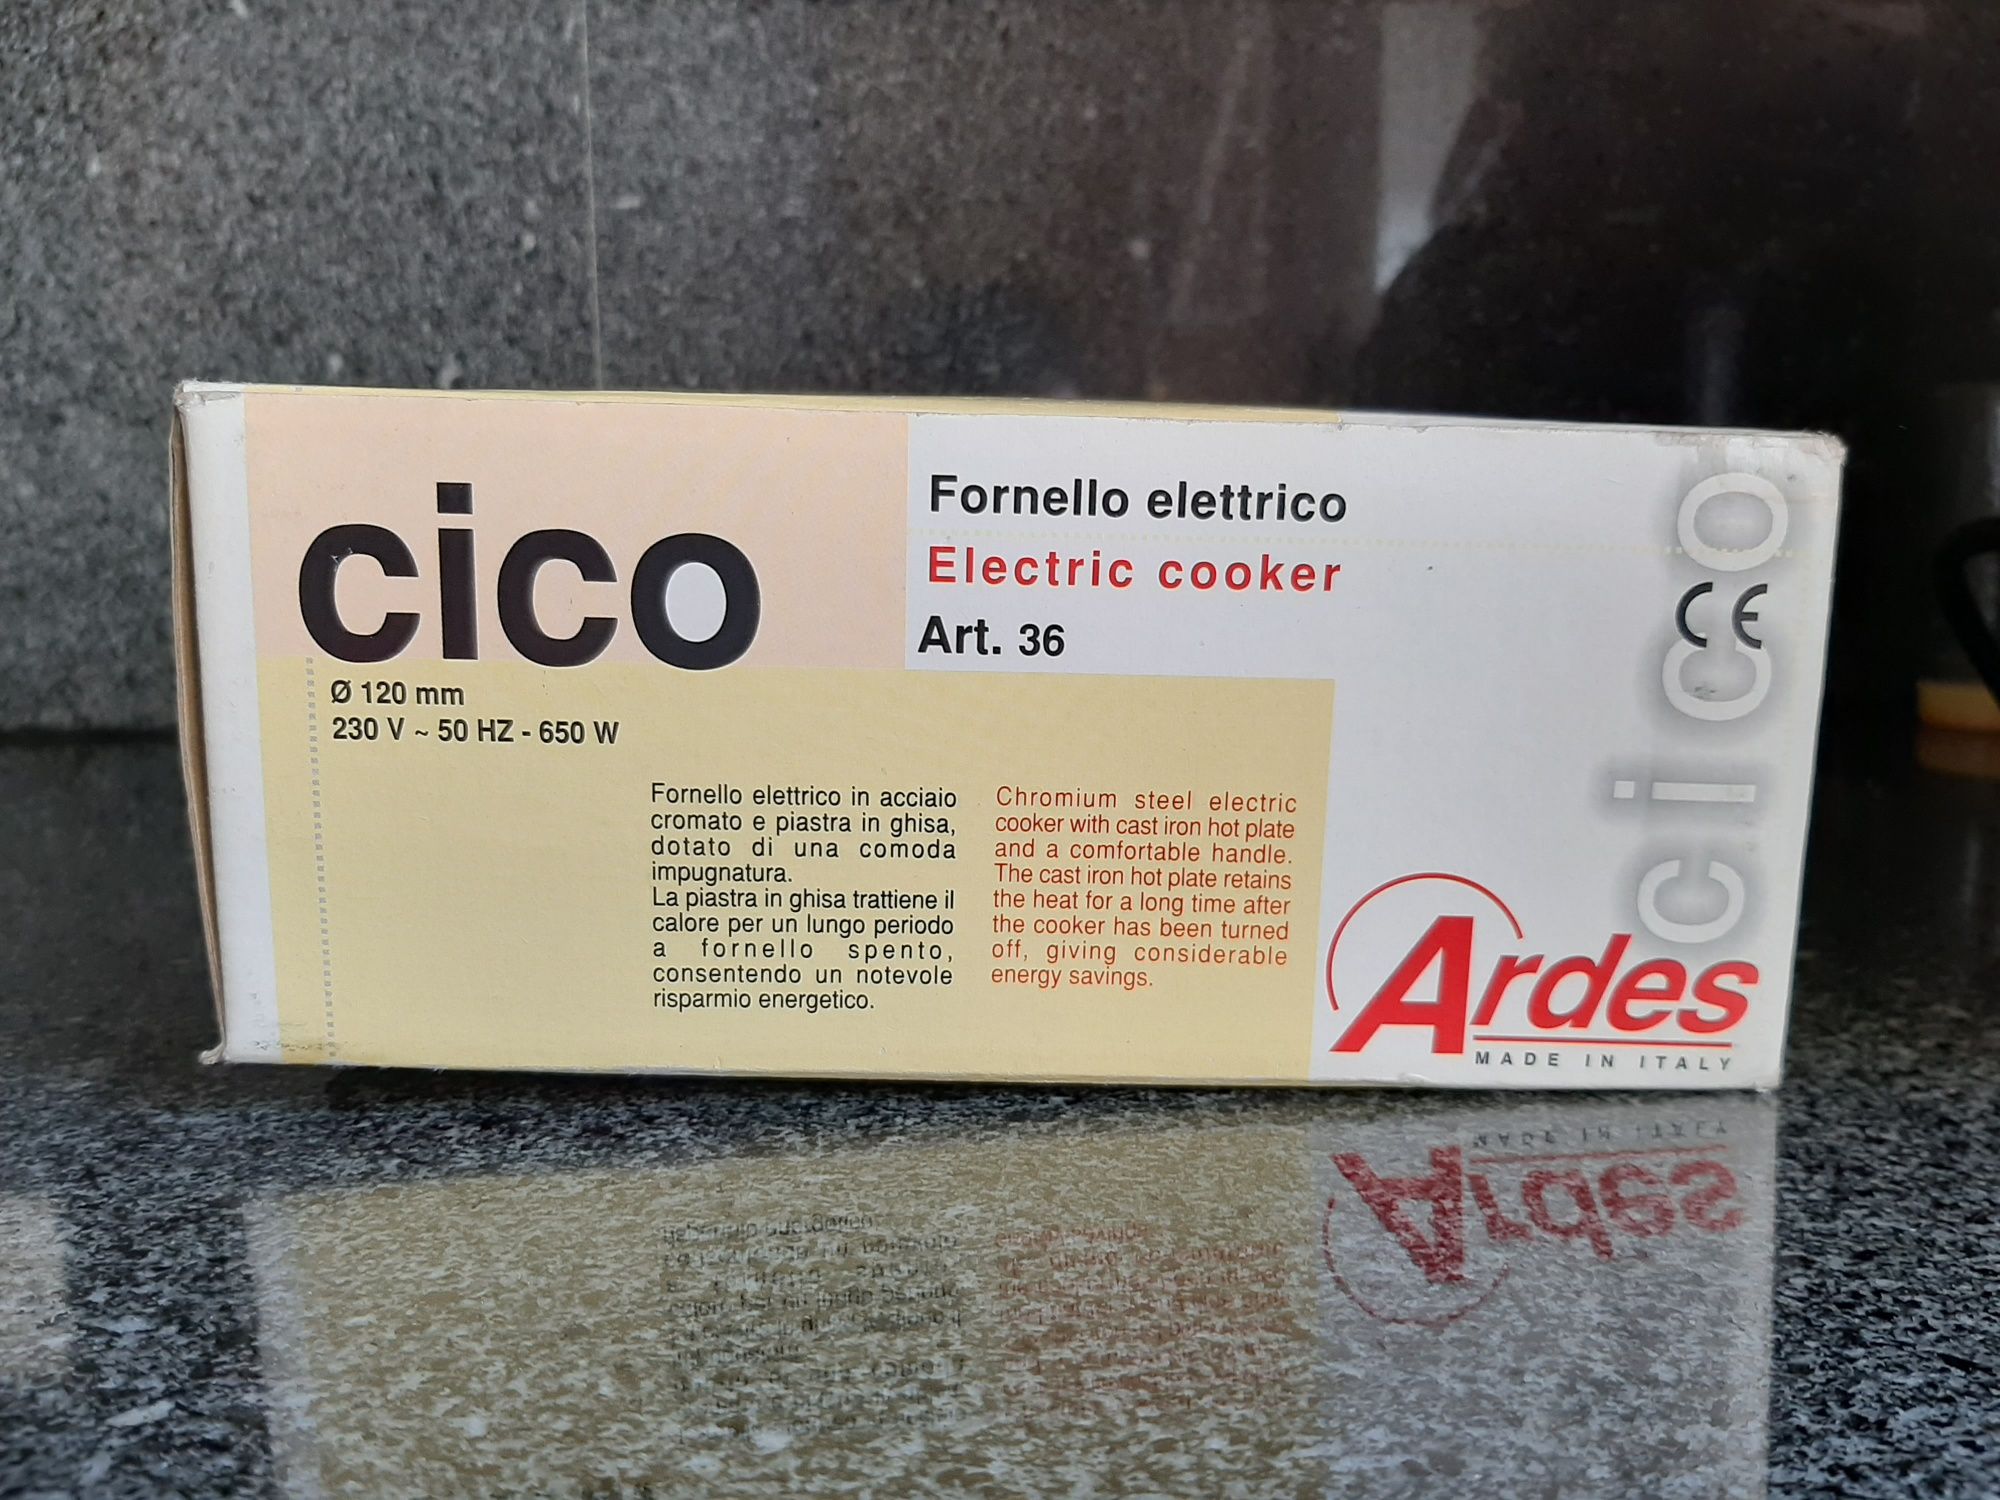 cico
Ø 120 mm
230 V ~ 50 HZ - 650 W
Fornello elettrico
Electric cooker
Art. 36
Fornello elettrico in acciaio
cromato e piastra in ghisa,
dotato di una comoda
impugnatura.
La piastra in ghisa trattiene il
calore per un lungo periodo
a fornello spento,
consentendo un notevole
risparmio energetico.
Chromium steel electric
cooker with cast iron hot plate
and a comfortable handle.
The cast iron hot plate retains
the heat for a long time after
the cooker has been turned
off, giving considerable
energy savings.
cico
CE
Ardes
MADE IN ITALY